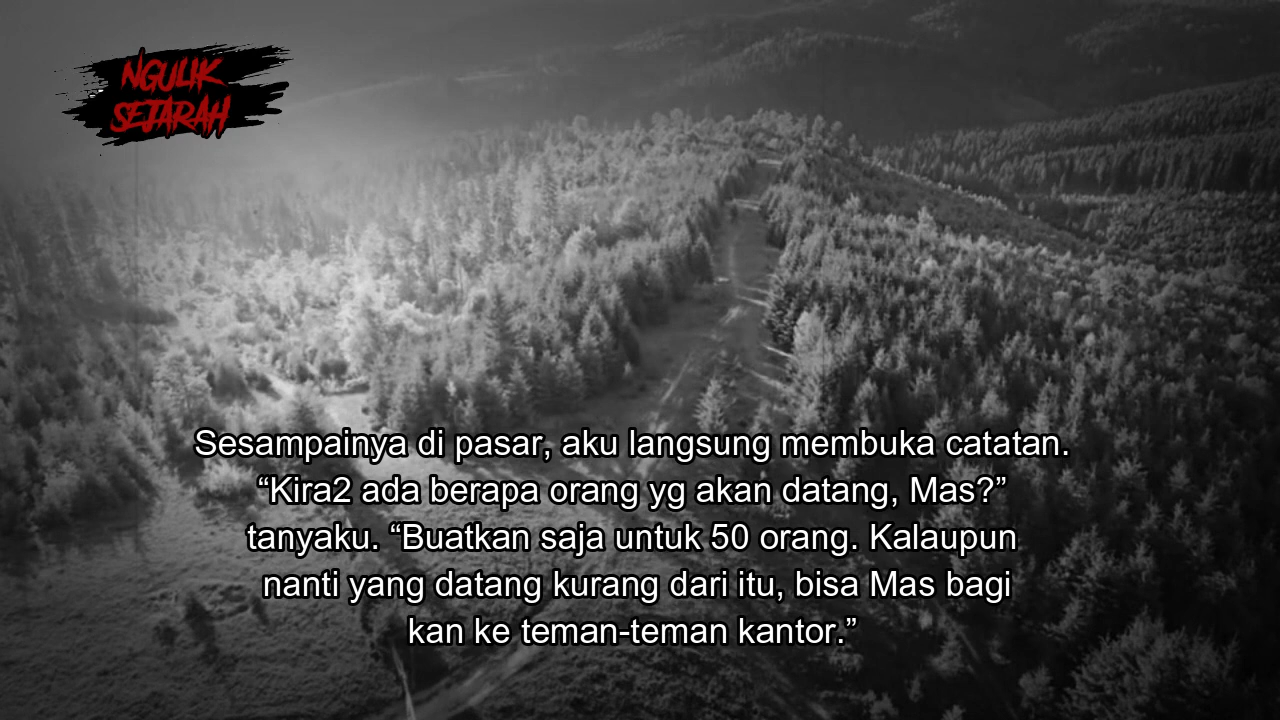 NGULIK
SEJARAH
Sesampainya di pasar, aku langsung membuka catatan.
“Kira2 ada berapa orang yg akan datang, Mas?”
tanyaku. “Buatkan saja untuk 50 orang. Kalaupun
nanti yang datang kurang dari itu, bisa Mas bagi
kan ke teman-teman kantor.”